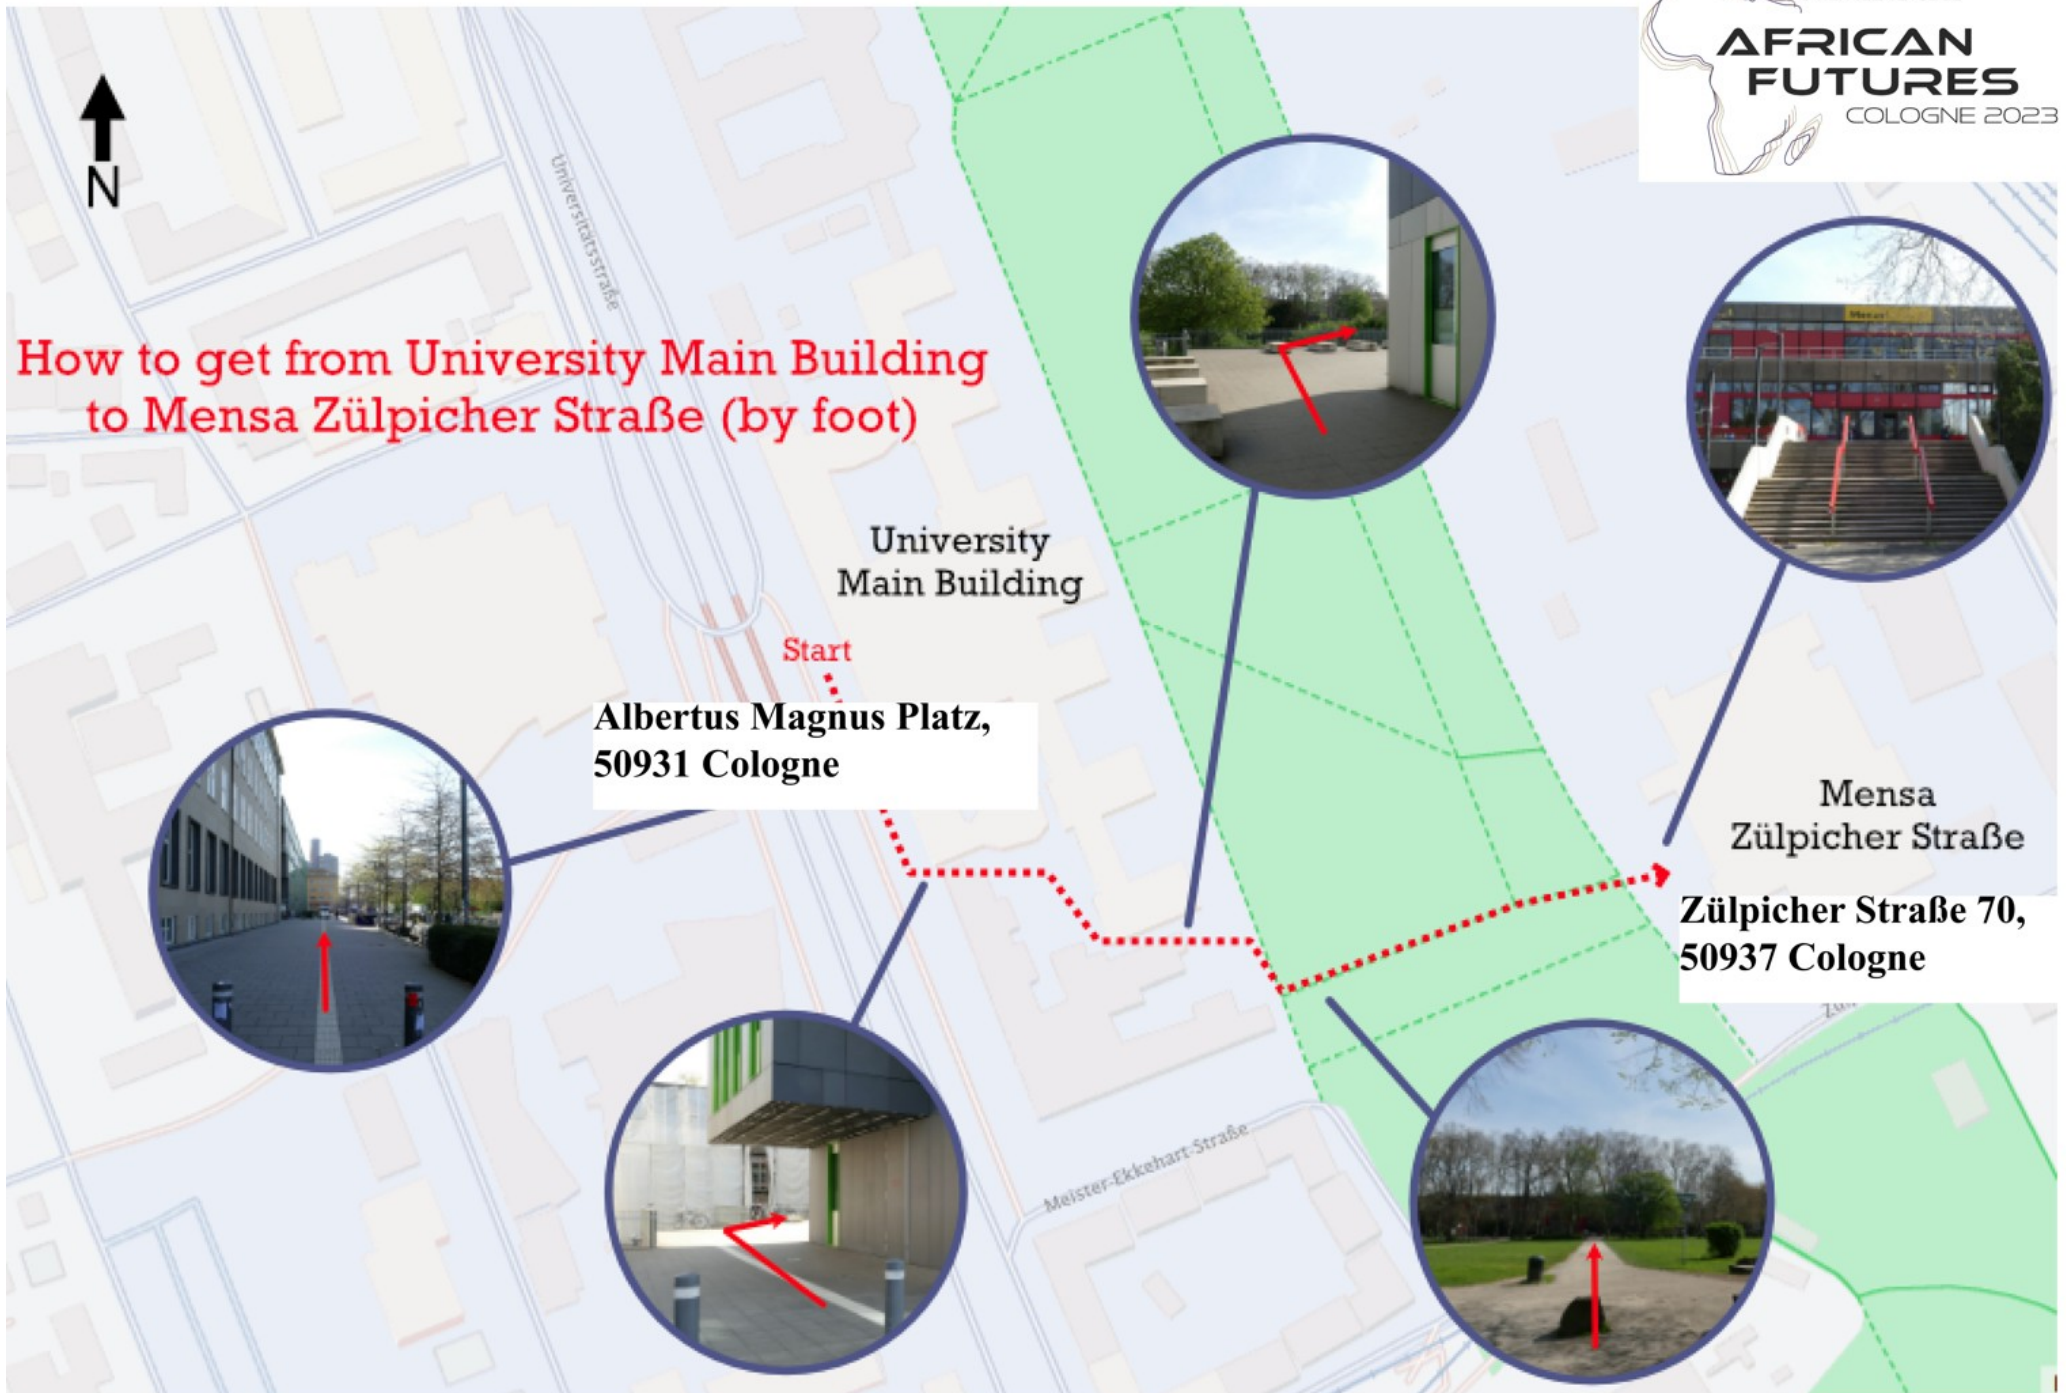 AFRICAN
FUTURES
COLOGNE 2023
N
Universitätsstraße
How to get from University Main Building
to Mensa Zülpicher Straße (by foot)
University
Main Building
Start
Albertus Magnus Platz,
50931 Cologne
Mensa
Zülpicher Straße
Zülpicher Straße 70,
50937 Cologne
Meister-Ekkehart-Straße